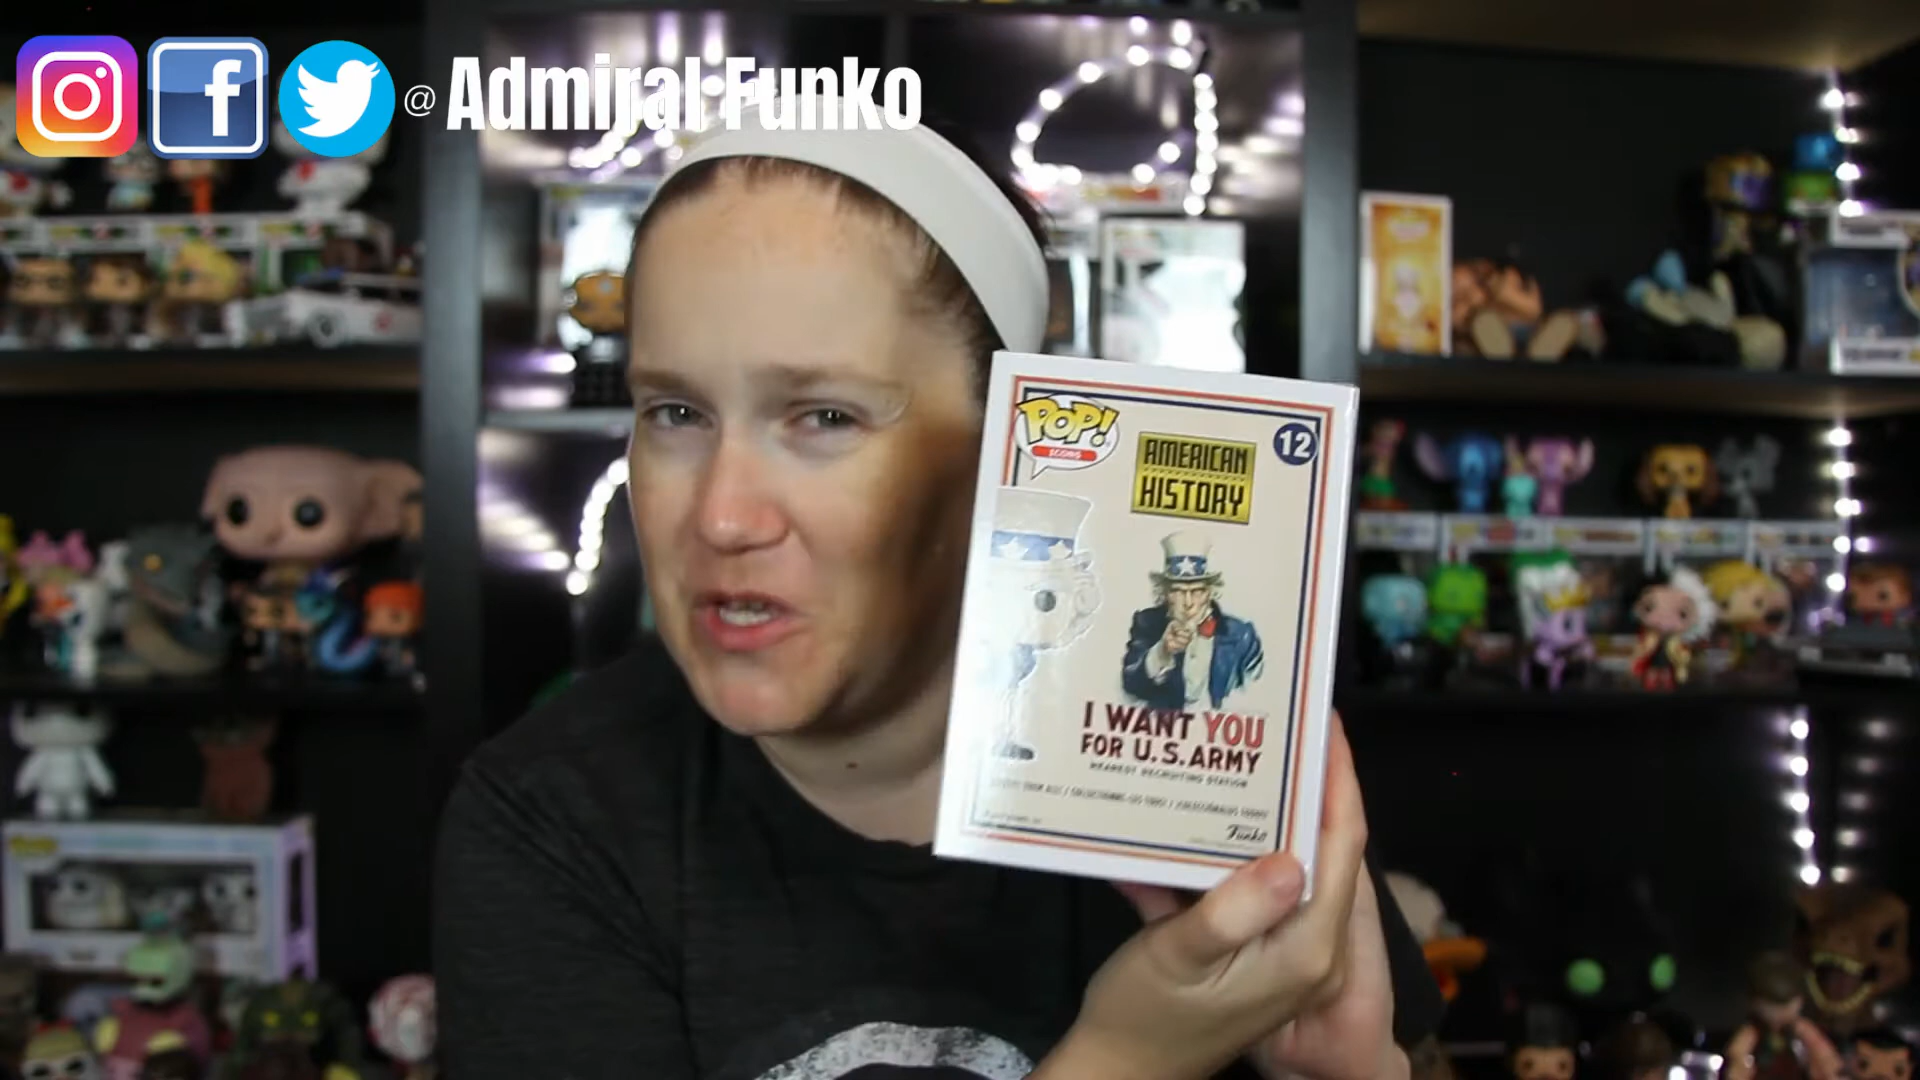 @ Admiral Funko
POP!
ICONS
AMERICAN
HISTORY
12
I WANT YOU
FOR U.S. ARMY
NEAREST RECRUITING STATION
Funko